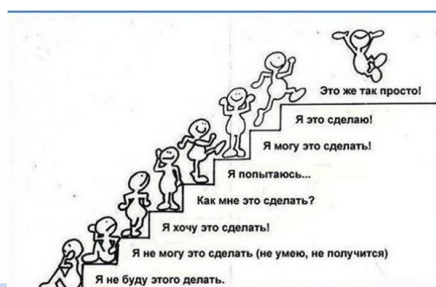 Это же так просто!
Я это сделаю!
Я могу это сделать!
Я попытаюсь...
Как мне это сделать?
Я хочу это сделать!
Я не могу это сделать (не умею, не получится)
Я не буду этого делать.